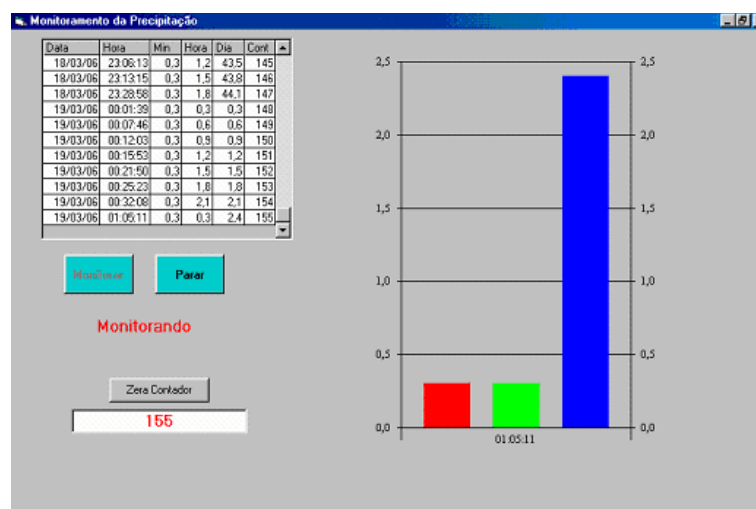 Monitoramento da Precipitação
Data Hora Min Hora Dia Cont
18/03/06 23:06:13 0,3 1,2 43,5 145
18/03/06 23:13:15 0,3 1,5 43,8 146
18/03/06 23:28:58 0,3 1,8 44,1 147
19/03/06 00:01:39 0,3 0,3 0,3 148
19/03/06 00:07:46 0,3 0,6 0,6 149
19/03/06 00:12:03 0,3 0,9 0,9 150
19/03/06 00:15:53 0,3 1,2 1,2 151
19/03/06 00:21:50 0,3 1,5 1,5 152
19/03/06 00:25:23 0,3 1,8 1,8 153
19/03/06 00:32:08 0,3 2,1 2,1 154
19/03/06 01:05:11 0,3 0,3 2,4 155
Monitorar Parar
Monitorando
Zera Contador
155
2,5 2,5
2,0 2,0
1,5 1,5
1,0 1,0
0,5 0,5
0,0 0,0
01:05:11